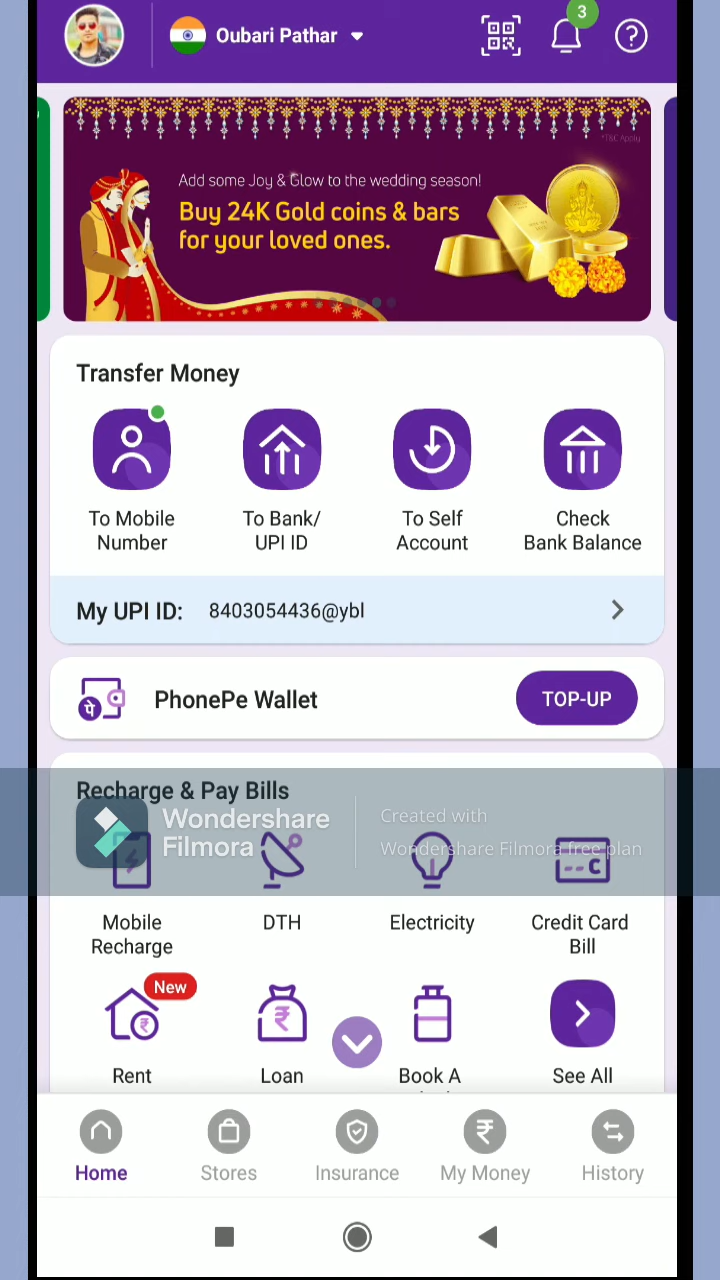 3
Oubari Pathar
*T&C Apply
Add some Joy & Glow to the wedding season!
Buy 24K Gold coins & bars
for your loved ones.
Transfer Money
To Mobile
Number
To Bank/
UPI ID
To Self
Account
Check
Bank Balance
My UPI ID: 8403054436@ybl
पे
PhonePe Wallet
TOP-UP
Recharge & Pay Bills
Wondershare
Filmora
Created with
Wondershare Filmora free plan
Mobile
Recharge
DTH
Electricity
Credit Card
Bill
New
Rent
Loan
Book A
See All
Home
Stores
Insurance
My Money
History